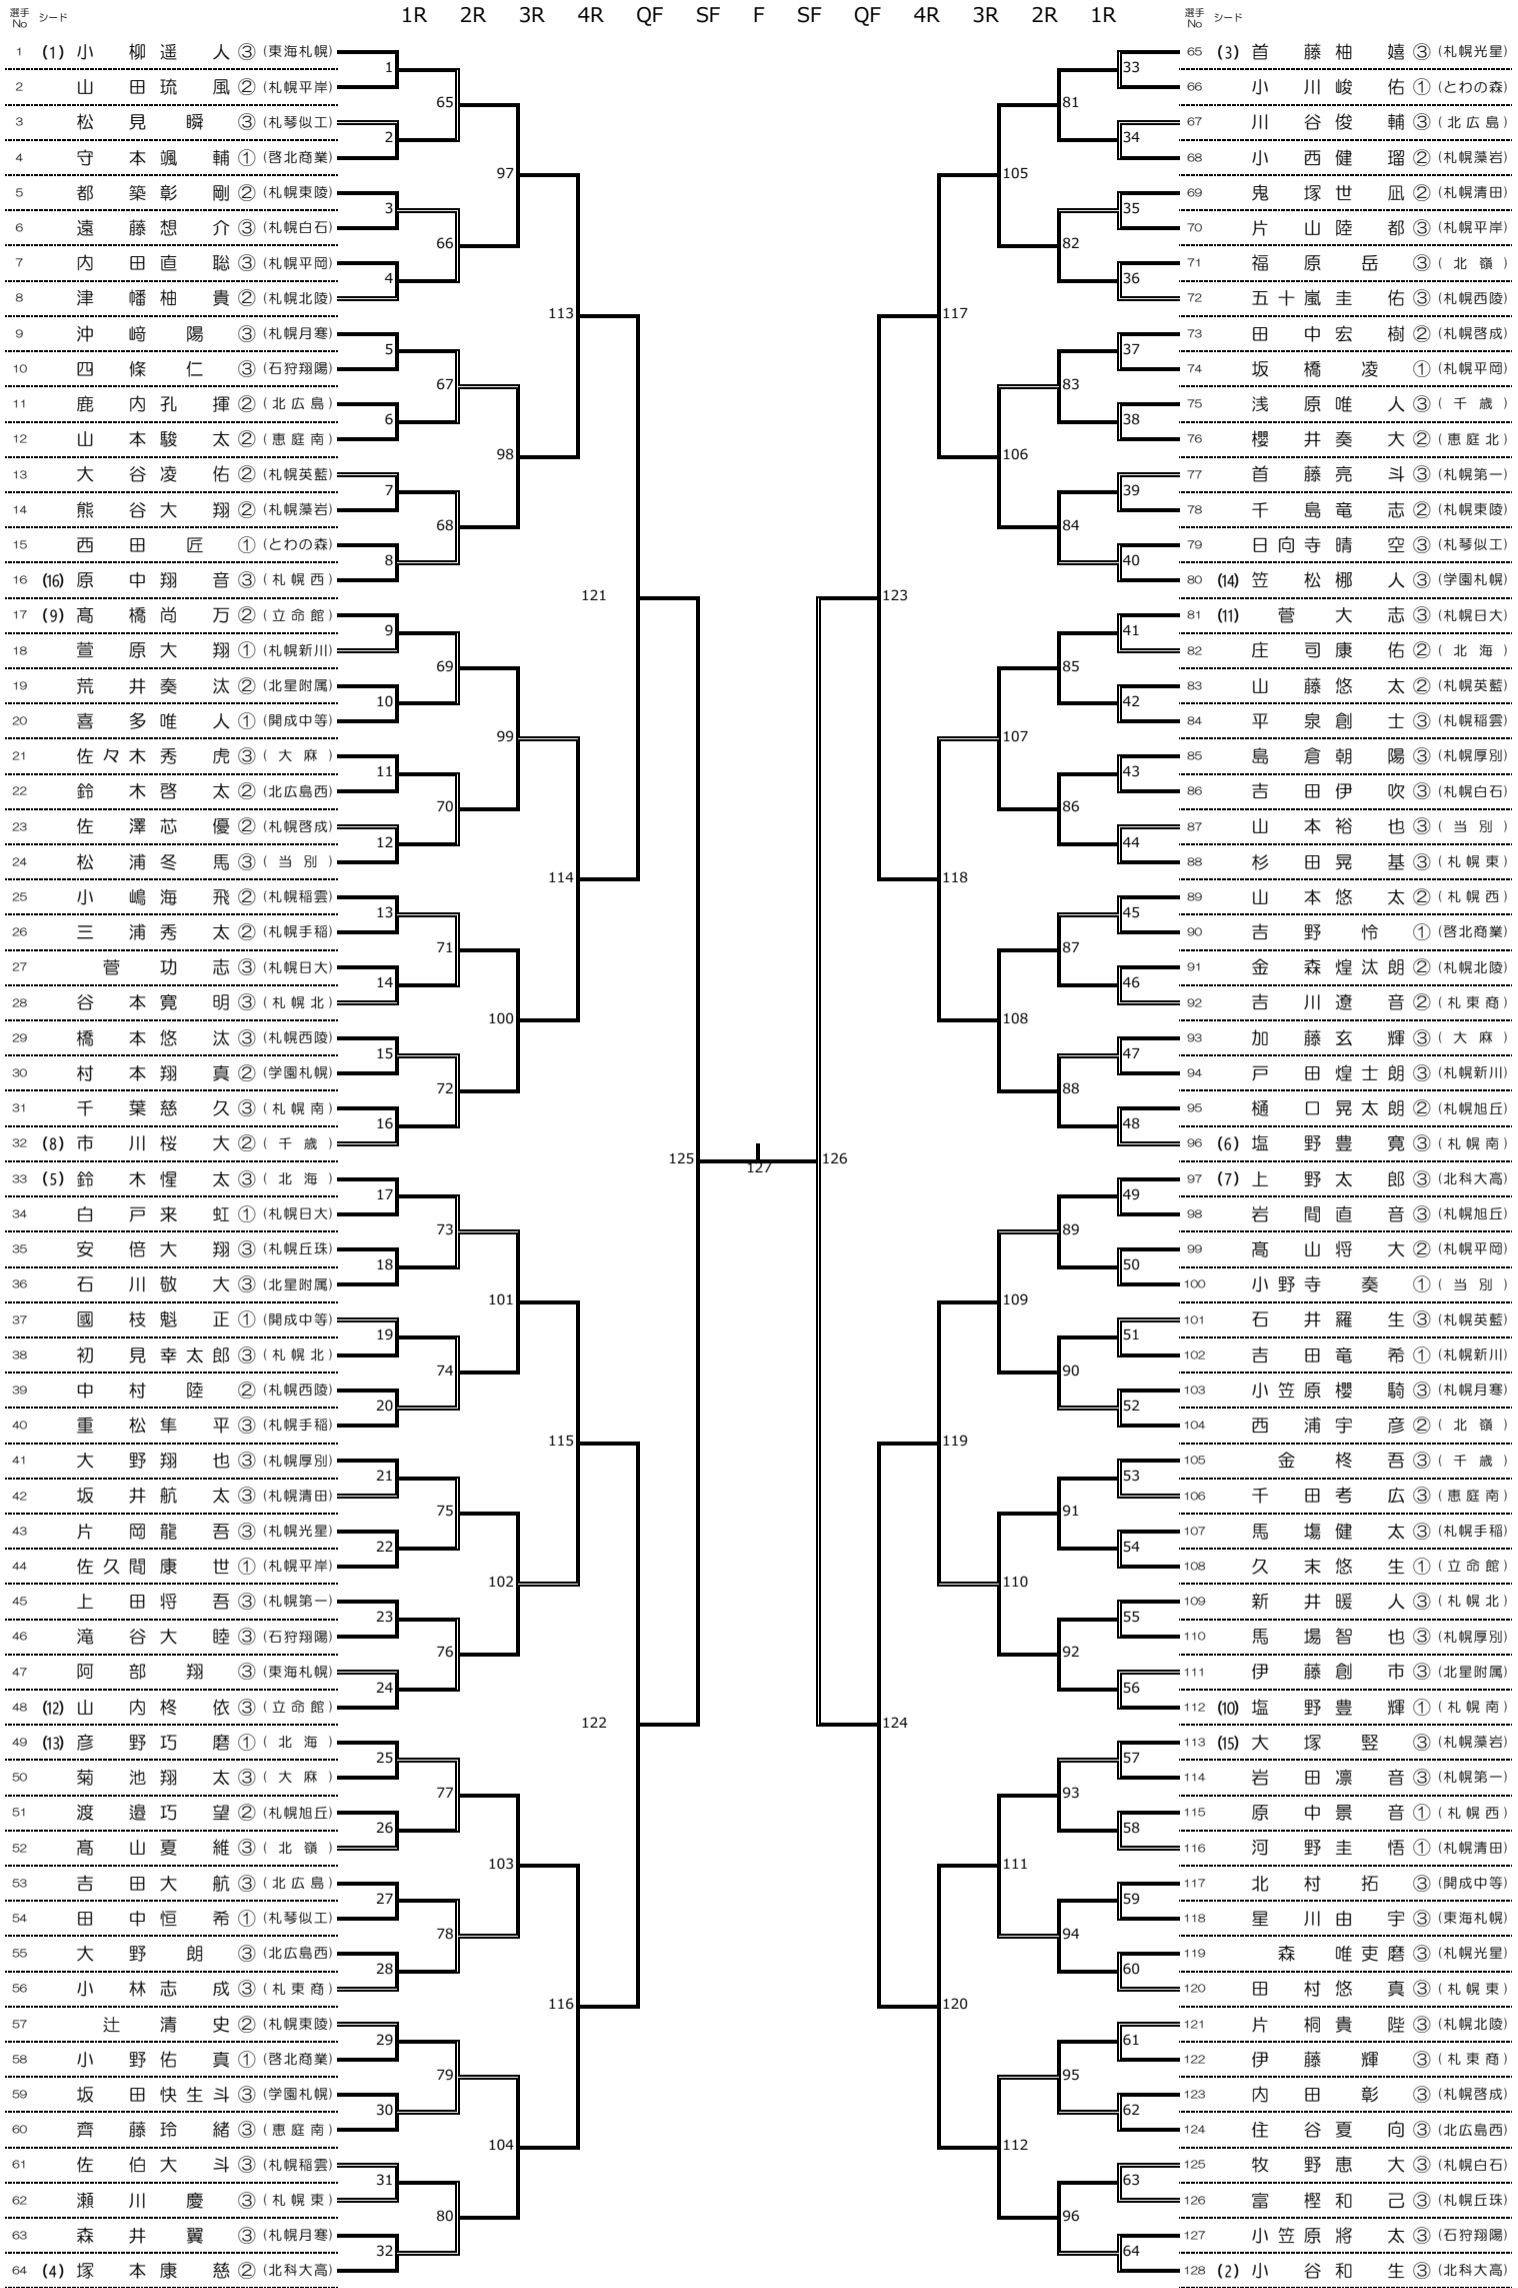 選手No シード 1R 2R 3R 4R QF SF F SF QF 4R 3R 2R 1R 選手No シード
1 (1) 小柳遥人 ③ (東海札幌)
2 山田琉風 ② (札幌平岸)
3 松見瞬 ③ (札琴似工)
4 守本颯輔 ① (啓北商業)
5 都築彰剛 ② (札幌東陵)
6 遠藤想介 ③ (札幌白石)
7 内田直聡 ③ (札幌平岡)
8 津幡柚貴 ② (札幌北陵)
9 沖﨑陽 ③ (札幌月寒)
10 四條仁 ③ (石狩翔陽)
11 鹿内孔揮 ② (北広島)
12 山本駿太 ② (恵庭南)
13 大谷凌佑 ② (札幌英藍)
14 熊谷大翔 ② (札幌藻岩)
15 西田匠 ① (とわの森)
16 (16) 原中翔音 ③ (札幌西)
17 (9) 髙橋尚万 ② (立命館)
18 萱原大翔 ① (札幌新川)
19 荒井奏汰 ② (北星附属)
20 喜多唯人 ① (開成中等)
21 佐々木秀虎 ③ (大麻)
22 鈴木啓太 ② (北広島西)
23 佐澤芯優 ② (札幌啓成)
24 松浦冬馬 ③ (当別)
25 小嶋海飛 ② (札幌稲雲)
26 三浦秀太 ② (札幌手稲)
27 菅功志 ③ (札幌日大)
28 谷本寛明 ③ (札幌北)
29 橋本悠汰 ③ (札幌西陵)
30 村本翔真 ② (学園札幌)
31 千葉慈久 ③ (札幌南)
32 (8) 市川桜大 ② (千歳)
33 (5) 鈴木惺太 ③ (北海)
34 白戸来虹 ① (札幌日大)
35 安倍大翔 ③ (札幌丘珠)
36 石川敬大 ③ (北星附属)
37 國枝魁正 ① (開成中等)
38 初見幸太郎 ③ (札幌北)
39 中村陸 ② (札幌西陵)
40 重松隼平 ③ (札幌手稲)
41 大野翔也 ③ (札幌厚別)
42 坂井航太 ③ (札幌清田)
43 片岡龍吾 ③ (札幌光星)
44 佐久間康世 ① (札幌平岸)
45 上田将吾 ③ (札幌第一)
46 滝谷大睦 ③ (石狩翔陽)
47 阿部翔 ③ (東海札幌)
48 (12) 山内柊依 ③ (立命館)
49 (13) 彦野巧磨 ① (北海)
50 菊池翔太 ③ (大麻)
51 渡邉巧望 ② (札幌旭丘)
52 髙山夏維 ③ (北嶺)
53 吉田大航 ③ (北広島)
54 田中恒希 ① (札琴似工)
55 大野朗 ③ (北広島西)
56 小林志成 ③ (札東商)
57 辻清史 ② (札幌東陵)
58 小野佑真 ① (啓北商業)
59 坂田快生斗 ③ (学園札幌)
60 齊藤玲緒 ③ (恵庭南)
61 佐伯大斗 ③ (札幌稲雲)
62 瀬川慶 ③ (札幌東)
63 森井翼 ③ (札幌月寒)
64 (4) 塚本康慈 ② (北科大高)
1
2
3
4
5
6
7
8
9
10
11
12
13
14
15
16
17
18
19
20
21
22
23
24
25
26
27
28
29
30
31
32
65
66
67
68
69
70
71
72
73
74
75
76
77
78
79
80
97
98
99
100
101
102
103
104
113
114
115
116
121
122
125
127
126
123
124
117
118
119
120
105
106
107
108
109
110
111
112
81
82
83
84
85
86
87
88
89
90
91
92
93
94
95
96
33
34
35
36
37
38
39
40
41
42
43
44
45
46
47
48
49
50
51
52
53
54
55
56
57
58
59
60
61
62
63
64
65 (3) 首藤柚嬉 ③ (札幌光星)
66 小川峻佑 ① (とわの森)
67 川谷俊輔 ③ (北広島)
68 小西健瑠 ② (札幌藻岩)
69 鬼塚世凪 ② (札幌清田)
70 片山陸都 ③ (札幌平岸)
71 福原岳 ③ (北嶺)
72 五十嵐圭佑 ③ (札幌西陵)
73 田中宏樹 ② (札幌啓成)
74 坂橋凌 ① (札幌平岡)
75 浅原唯人 ③ (千歳)
76 櫻井奏大 ② (恵庭北)
77 首藤亮斗 ③ (札幌第一)
78 千島竜志 ② (札幌東陵)
79 日向寺晴空 ③ (札琴似工)
80 (14) 笠松梛人 ③ (学園札幌)
81 (11) 菅大志 ③ (札幌日大)
82 庄司康佑 ② (北海)
83 山藤悠太 ② (札幌英藍)
84 平泉創士 ③ (札幌稲雲)
85 島倉朝陽 ③ (札幌厚別)
86 吉田伊吹 ③ (札幌白石)
87 山本裕也 ③ (当別)
88 杉田晃基 ③ (札幌東)
89 山本悠太 ② (札幌西)
90 吉野怜 ① (啓北商業)
91 金森煌汰朗 ② (札幌北陵)
92 吉川遼音 ② (札東商)
93 加藤玄輝 ③ (大麻)
94 戸田煌士朗 ③ (札幌新川)
95 樋口晃太朗 ② (札幌旭丘)
96 (6) 塩野豊寛 ③ (札幌南)
97 (7) 上野太郎 ③ (北科大高)
98 岩間直音 ③ (札幌旭丘)
99 髙山将大 ② (札幌平岡)
100 小野寺奏 ① (当別)
101 石井羅生 ③ (札幌英藍)
102 吉田竜希 ① (札幌新川)
103 小笠原櫻騎 ③ (札幌月寒)
104 西浦宇彦 ② (北嶺)
105 金柊吾 ③ (千歳)
106 千田考広 ③ (恵庭南)
107 馬塲健太 ③ (札幌手稲)
108 久末悠生 ① (立命館)
109 新井暖人 ③ (札幌北)
110 馬場智也 ③ (札幌厚別)
111 伊藤創市 ③ (北星附属)
112 (10) 塩野豊輝 ① (札幌南)
113 (15) 大塚竪 ③ (札幌藻岩)
114 岩田凛音 ③ (札幌第一)
115 原中景音 ① (札幌西)
116 河野圭悟 ① (札幌清田)
117 北村拓 ③ (開成中等)
118 星川由宇 ③ (東海札幌)
119 森唯吏磨 ③ (札幌光星)
120 田村悠真 ③ (札幌東)
121 片桐貴陛 ③ (札幌北陵)
122 伊藤輝 ③ (札東商)
123 内田彰 ③ (札幌啓成)
124 住谷夏向 ③ (北広島西)
125 牧野恵大 ③ (札幌白石)
126 富樫和己 ③ (札幌丘珠)
127 小笠原將太 ③ (石狩翔陽)
128 (2) 小谷和生 ③ (北科大高)